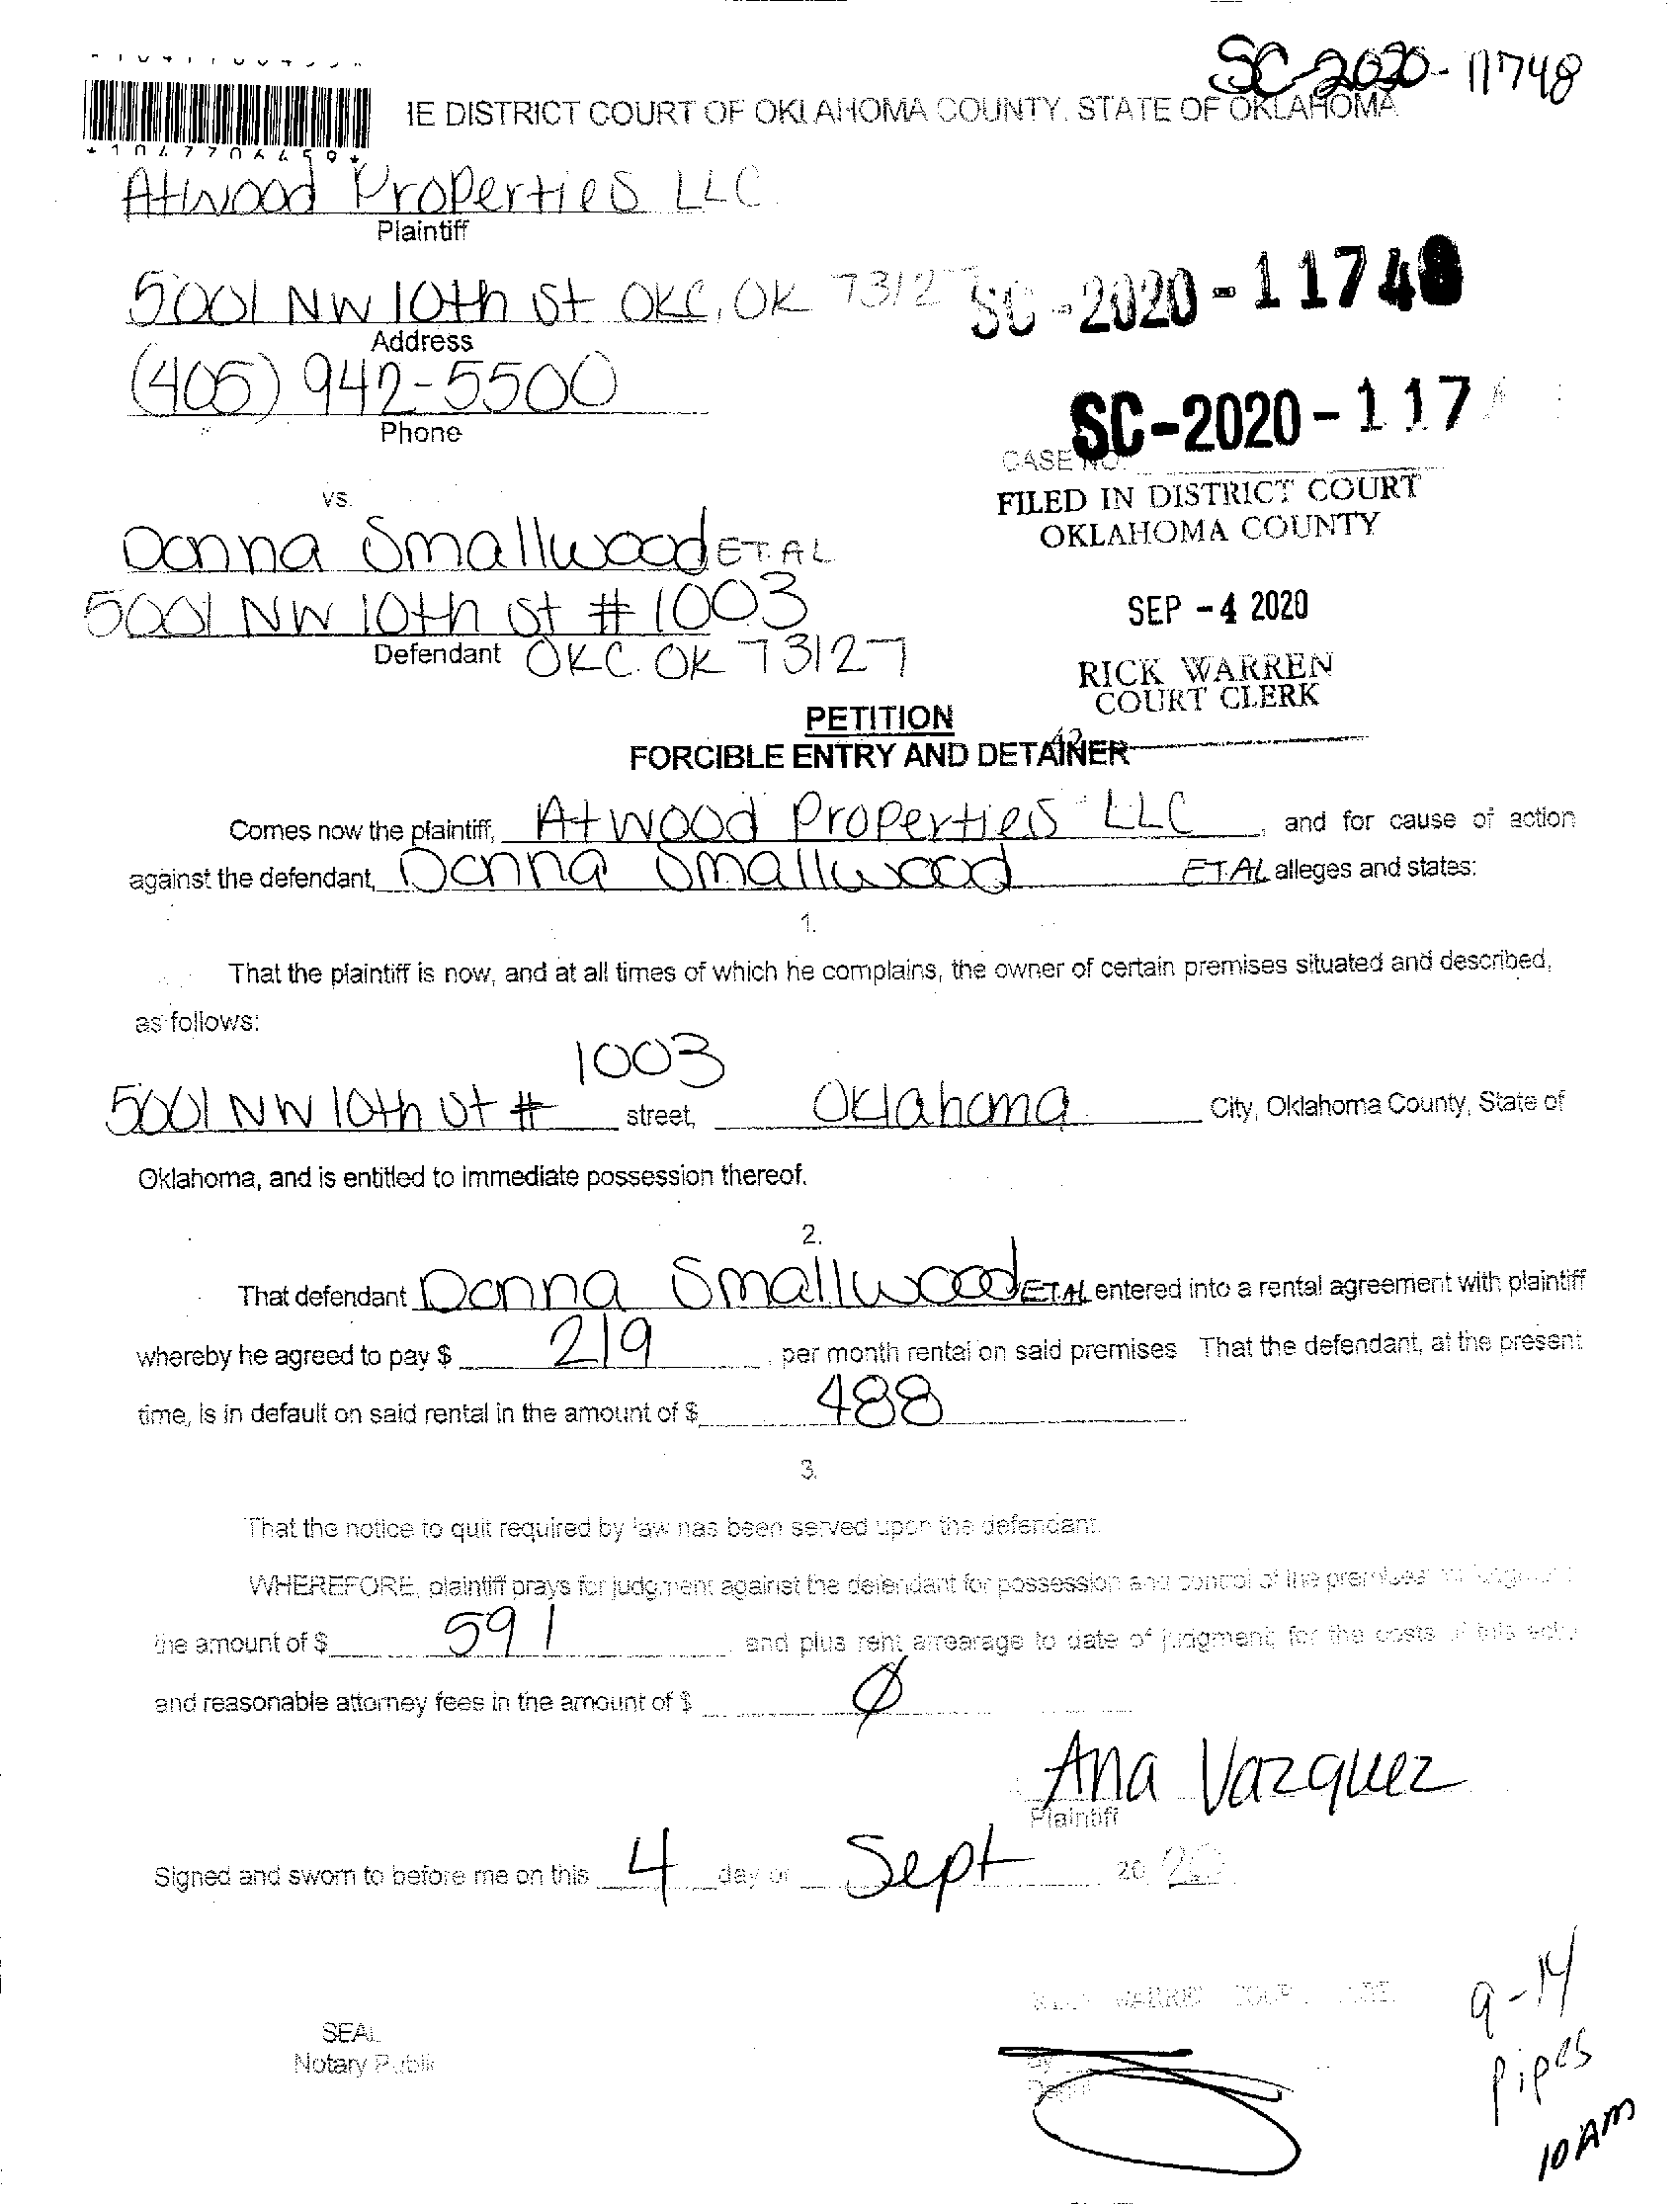 SC-2020-11748
IE DISTRICT COURT OF OKLAHOMA COUNTY, STATE OF OKLAHOMA
Atwood Properties LLC
Plaintiff
5001 NW 10th St OKC, OK 73127
SC-2020-11748
Address
(405) 942-5500
Phone
SC-2020-117
CASE NO.
vs.
FILED IN DISTRICT COURT
OKLAHOMA COUNTY
Donna Smallwood ET.AL
5001 NW 10th St # 1003
SEP -4 2020
Defendant OKC. OK 73127
RICK WARREN
COURT CLERK
PETITION
42
FORCIBLE ENTRY AND DETAINER
Comes now the plaintiff, Atwood Properties LLC, and for cause of action
against the defendant, Donna Smallwood ET.AL alleges and states:
1.
That the plaintiff is now, and at all times of which he complains, the owner of certain premises situated and described,
as follows:
1003
5001 NW 10th St # street, Oklahoma City, Oklahoma County, State of
Oklahoma, and is entitled to immediate possession thereof.
2.
That defendant Donna Smallwood ET.AL entered into a rental agreement with plaintiff
whereby he agreed to pay $ 219 per month rental on said premises That the defendant, at the present
time, is in default on said rental in the amount of $ 488
3.
That the notice to quit required by law has been served upon the defendant.
WHEREFORE, plaintiff prays for judgment against the defendant for possession and control of the premises
the amount of $ 591 and plus rent arrearage to date of judgment; for the costs of this
and reasonable attorney fees in the amount of $ Ø
Ana Vazquez
Plaintiff
Signed and sworn to before me on this 4 day of Sept 20 20
WARREN
9-14
SEAL
Notary Public
By
Pipes
10 AM